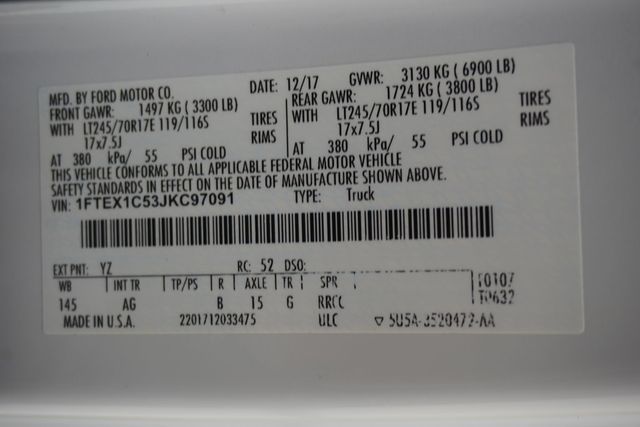 MFD. BY FORD MOTOR CO. DATE: 12/17 GVWR: 3130 KG ( 6900 LB)
FRONT GAWR: 1497 KG ( 3300 LB) REAR GAWR: 1724 KG ( 3800 LB)
WITH LT245/70R17E 119/116S TIRES WITH LT245/70R17E 119/116S TIRES
17x7.5J RIMS 17x7.5J RIMS
AT 380 kPa/ 55 PSI COLD AT 380 kPa/ 55 PSI COLD
THIS VEHICLE CONFORMS TO ALL APPLICABLE FEDERAL MOTOR VEHICLE
SAFETY STANDARDS IN EFFECT ON THE DATE OF MANUFACTURE SHOWN ABOVE.
VIN: 1FTEX1C53JKC97091 TYPE: Truck
EXT PNT: YZ RC: 52 DSO:
WB INT TR TP/PS R AXLE TR SPR T0107
145 AG B 15 G RRCC T0632
MADE IN U.S.A. 2201712033475 ULC ▽ 5U5A-3520472-AA